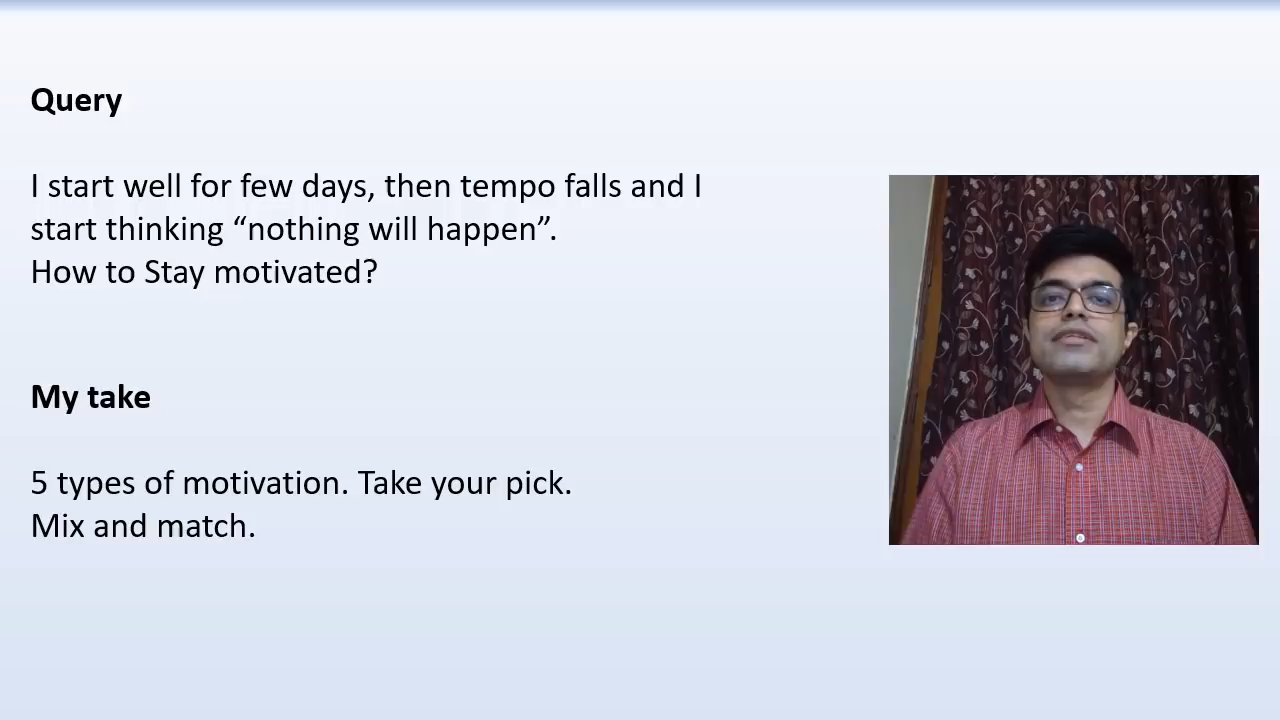 Query
I start well for few days, then tempo falls and I
start thinking “nothing will happen”.
How to Stay motivated?
My take
5 types of motivation. Take your pick.
Mix and match.